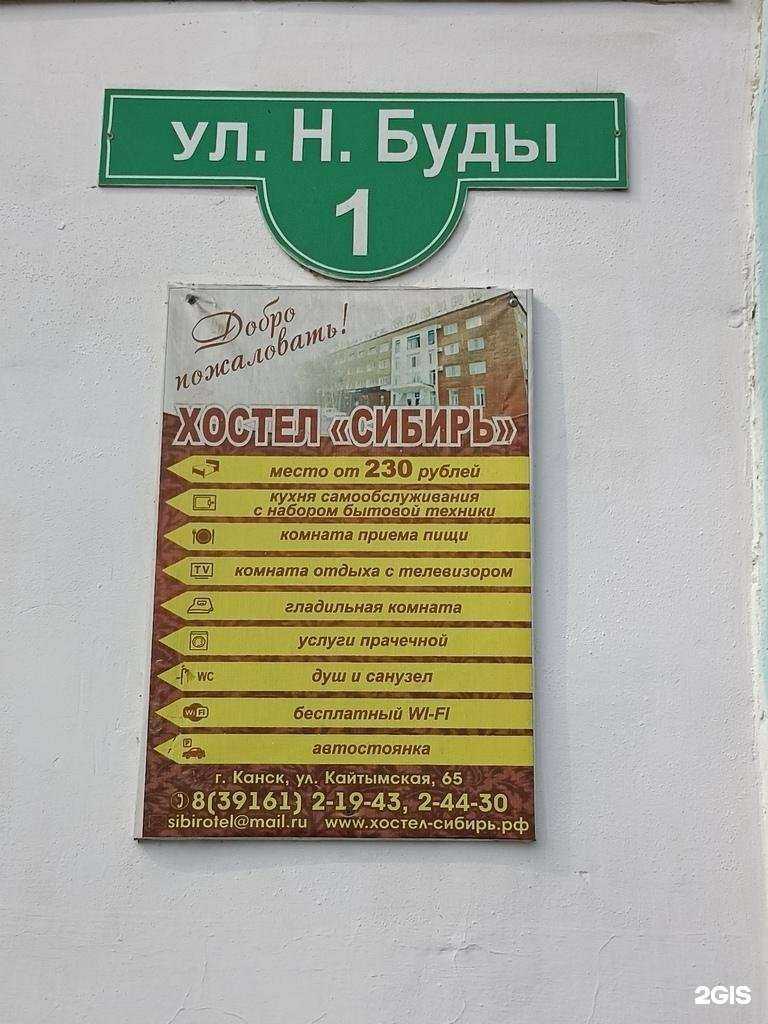 ул. Н. Буды
1
Добро
пожаловать!
ХОСТЕЛ «СИБИРЬ»
место от 230 рублей
кухня самообслуживания
с набором бытовой техники
комната приема пищи
TV комната отдыха с телевизором
гладильная комната
услуги прачечной
WC душ и санузел
Wi Fi бесплатный WI-FI
P автостоянка
г. Канск, ул. Кайтымская, 65
8(39161) 2-19-43, 2-44-30
sibirotel@mail.ru www.хостел-сибирь.рф
2GIS